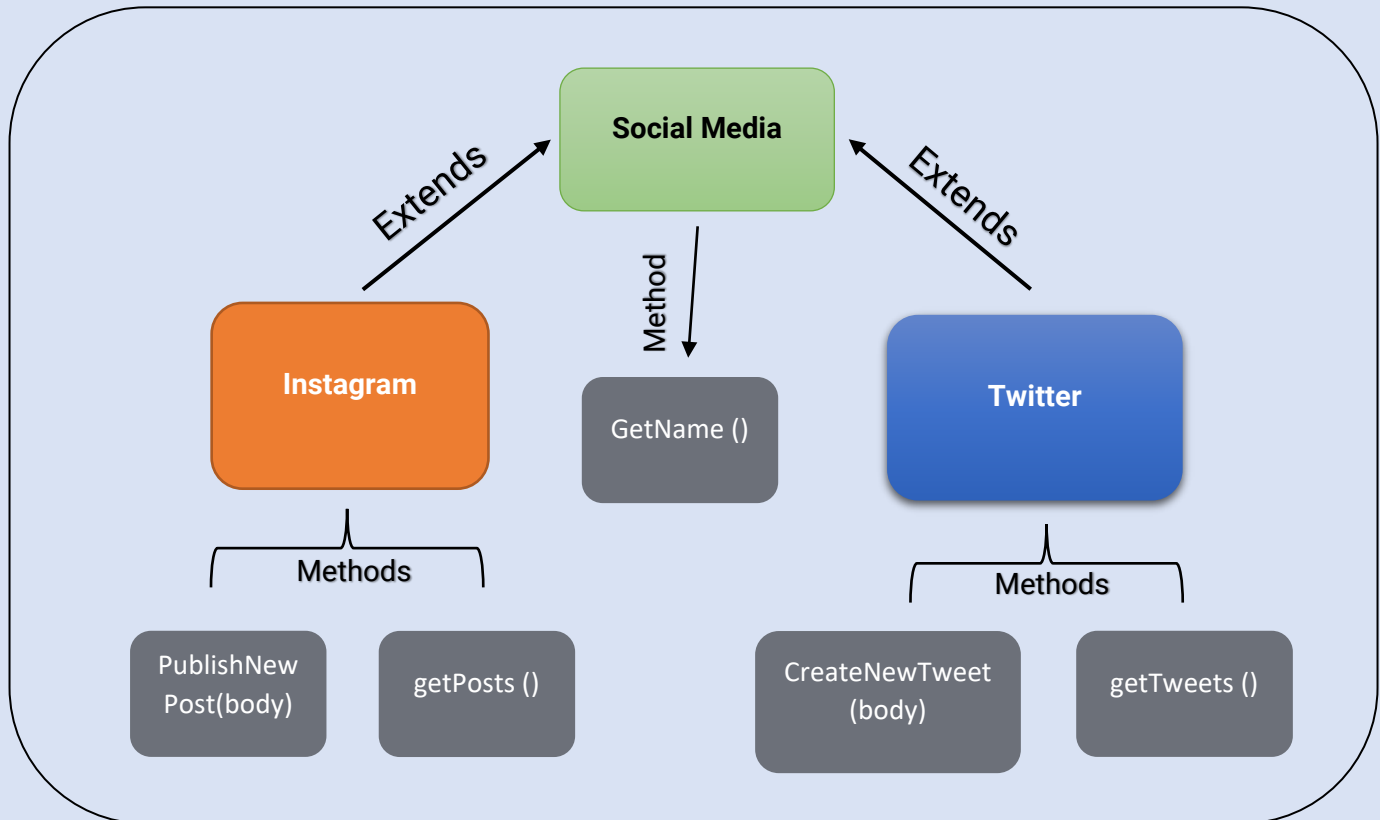 Social Media
Extends
Extends
Method
Instagram
GetName ()
Twitter
Methods
Methods
PublishNew
Post(body)
getPosts ()
CreateNewTweet
(body)
getTweets ()